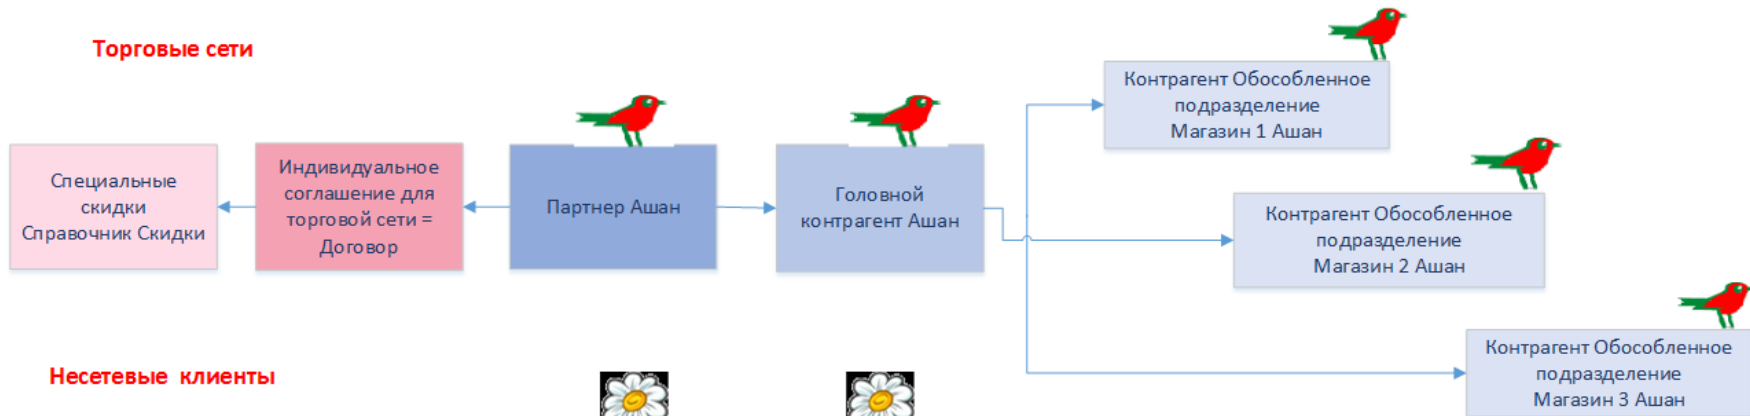 Торговые сети
Специальные
скидки
Справочник Скидки
Индивидуальное
соглашение для
торговой сети =
Договор
Партнер Ашан
Головной
контрагент Ашан
Контрагент Обособленное
подразделение
Магазин 1 Ашан
Контрагент Обособленное
подразделение
Магазин 2 Ашан
Контрагент Обособленное
подразделение
Магазин 3 Ашан
Несетевые клиенты